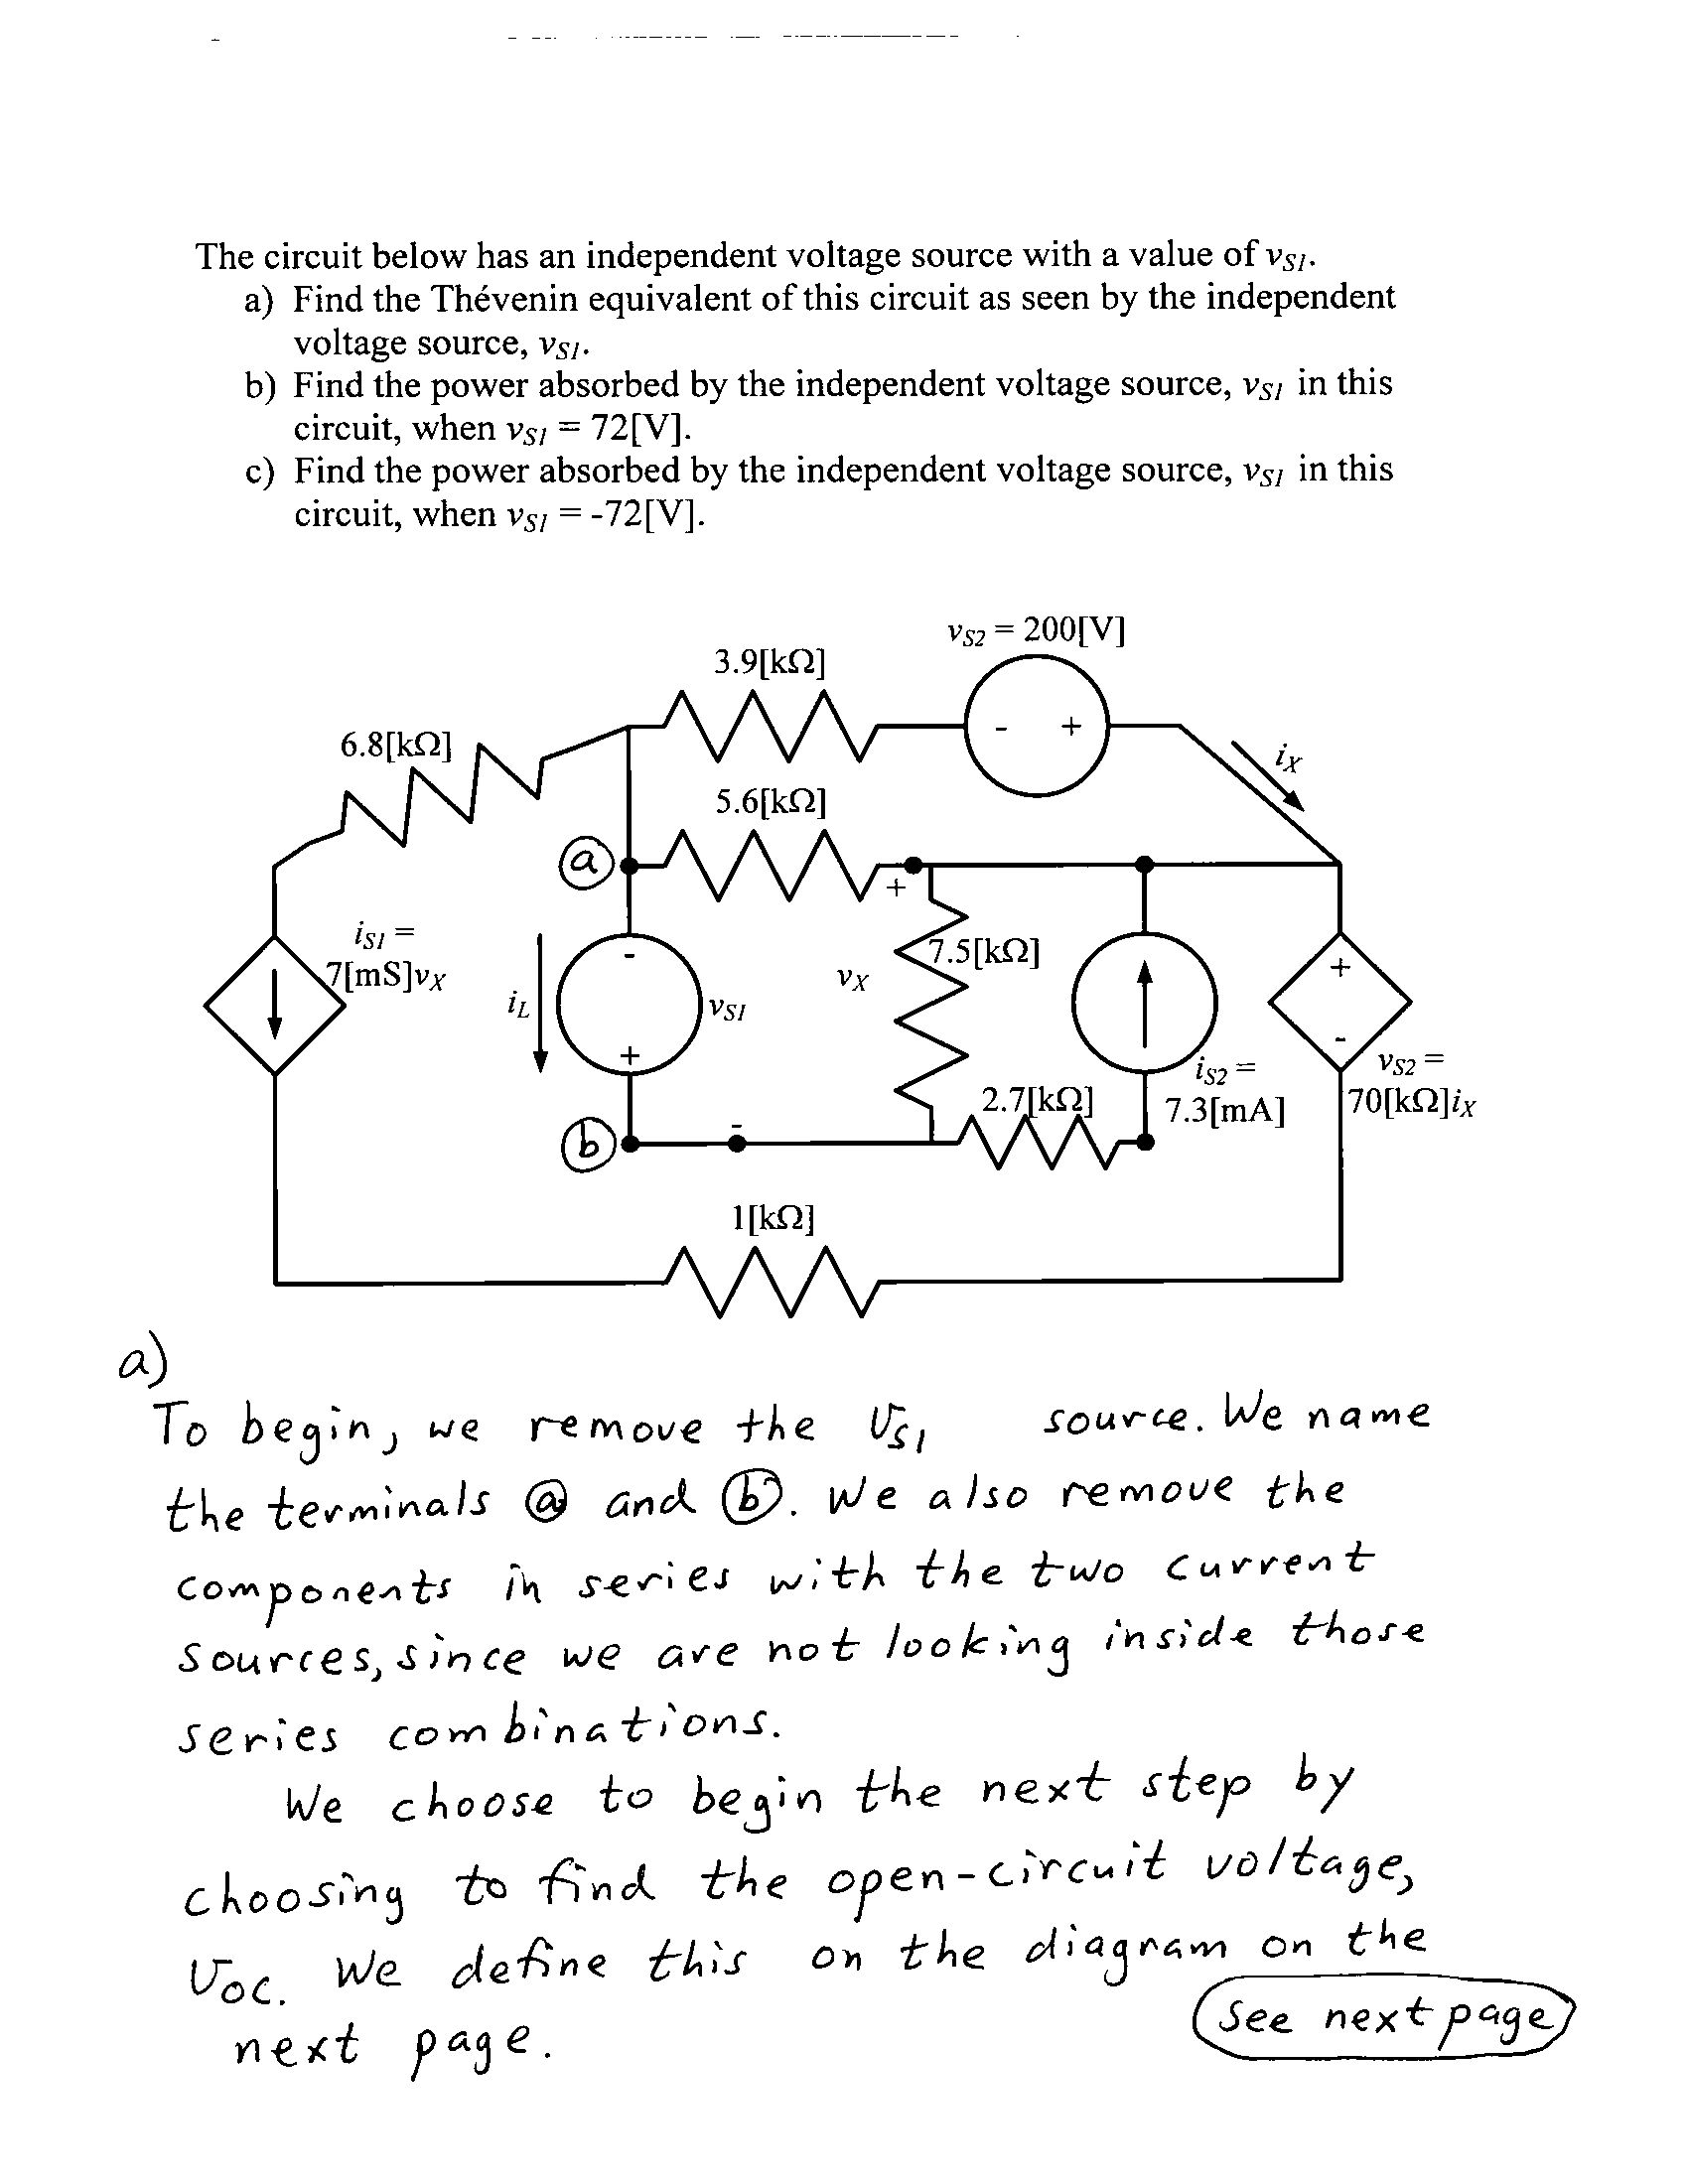 The circuit below has an independent voltage source with a value of vS1.
a) Find the Thévenin equivalent of this circuit as seen by the independent
voltage source, vS1.
b) Find the power absorbed by the independent voltage source, vS1 in this
circuit, when vS1 = 72[V].
c) Find the power absorbed by the independent voltage source, vS1 in this
circuit, when vS1 = -72[V].
vS2 = 200[V]
3.9[kΩ]
- +
6.8[kΩ]
iX
5.6[kΩ]
a
+
iS1 =
7[mS]vX
-
7.5[kΩ]
+
vX
iL
vS1
+
-
iS2 =
7.3[mA]
vS2 =
70[kΩ]iX
2.7[kΩ]
b
-
1[kΩ]
a)
To begin, we remove the vS1 source. We name
the terminals a and b. We also remove the
components in series with the two current
sources, since we are not looking inside those
series combinations.
We choose to begin the next step by
choosing to find the open-circuit voltage,
vOC. We define this on the diagram on the
next page.
see next page